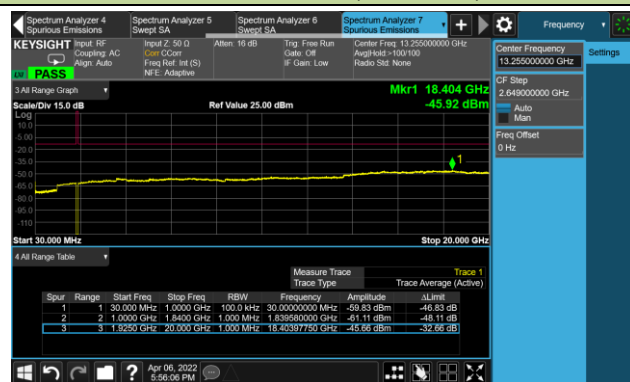 Spectrum Analyzer 4
Spurious Emissions
Spectrum Analyzer 5
Swept SA
Spectrum Analyzer 6
Swept SA
Spectrum Analyzer 7
Spurious Emissions
Frequency
KEYSIGHT
Input: RF
Coupling: AC
Align: Auto
Input Z: 50 Ω
Corr CCorr
Freq Ref: Int (S)
NFE: Adaptive
Atten: 16 dB
Trig: Free Run
Gate: Off
IF Gain: Low
Center Freq: 13.255000000 GHz
Avg|Hold:>100/100
Radio Std: None
LM PASS
3 All Range Graph
Mkr1 18.404 GHz
Scale/Div 15.0 dB
Ref Value 25.00 dBm
-45.92 dBm
Log
10.0
-5.00
-20.0
-35.0
-50.0
-65.0
-80.0
-95.0
-110
1
Start 30.000 MHz
Stop 20.000 GHz
4 All Range Table
Measure Trace Trace 1
Trace Type Trace Average (Active)
Spur Range Start Freq Stop Freq RBW Frequency Amplitude ΔLimit
1 1 30.000 MHz 1.0000 GHz 100.0 kHz 30.00000000 MHz -59.83 dBm -46.83 dB
2 2 1.0000 GHz 1.8400 GHz 1.000 MHz 1.839580000 GHz -61.11 dBm -48.11 dB
3 3 1.9250 GHz 20.000 GHz 1.000 MHz 18.40397750 GHz -45.66 dBm -32.66 dB
Center Frequency
13.255000000 GHz
Settings
CF Step
2.649000000 GHz
Auto
Man
Freq Offset
0 Hz
?
Apr 06, 2022
5:56:06 PM